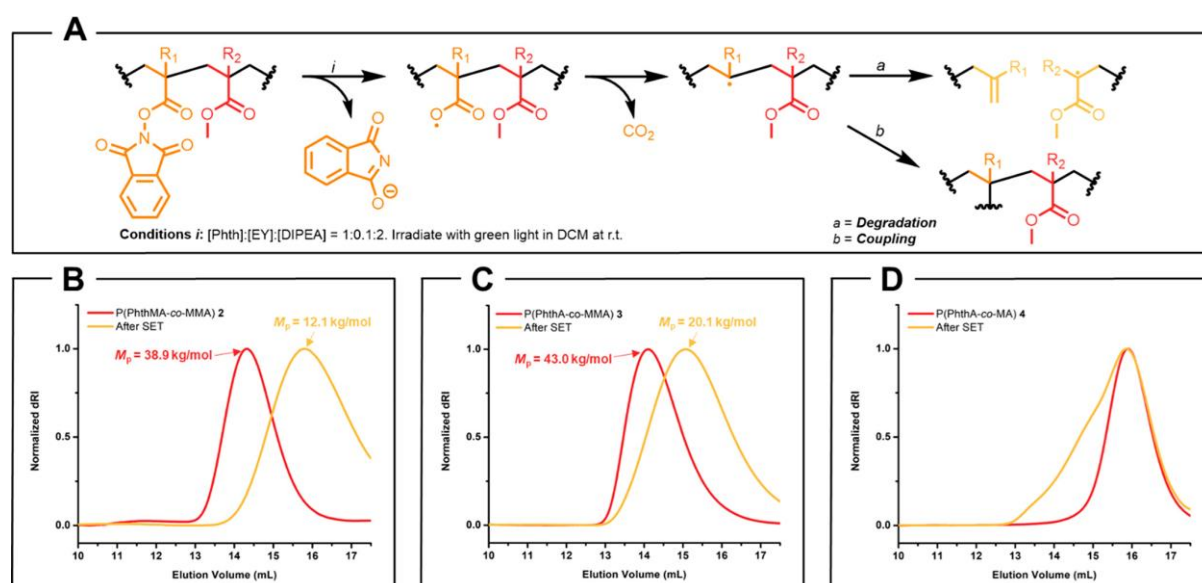 A
R1
R2
O
O
O
O
N
O
O
i
O
N
O
⊖
R1
R2
O
O
•
O
O
CO2
R1
R2
•
O
O
a
b
R1
R2
•
O
O
R1
R2
O
O
a = Degradation
b = Coupling
Conditions i: [Phth]:[EY]:[DIPEA] = 1:0.1:2. Irradiate with green light in DCM at r.t.
B
P(PhthMA-co-MMA) 2
After SET
Mp = 12.1 kg/mol
Mp = 38.9 kg/mol
Normalized dRI
1.0
0.5
0.0
10 11 12 13 14 15 16 17
Elution Volume (mL)
C
P(PhthA-co-MMA) 3
After SET
Mp = 20.1 kg/mol
Mp = 43.0 kg/mol
Normalized dRI
1.0
0.5
0.0
10 11 12 13 14 15 16 17
Elution Volume (mL)
D
P(PhthA-co-MA) 4
After SET
Normalized dRI
1.0
0.5
0.0
10 11 12 13 14 15 16 17
Elution Volume (mL)